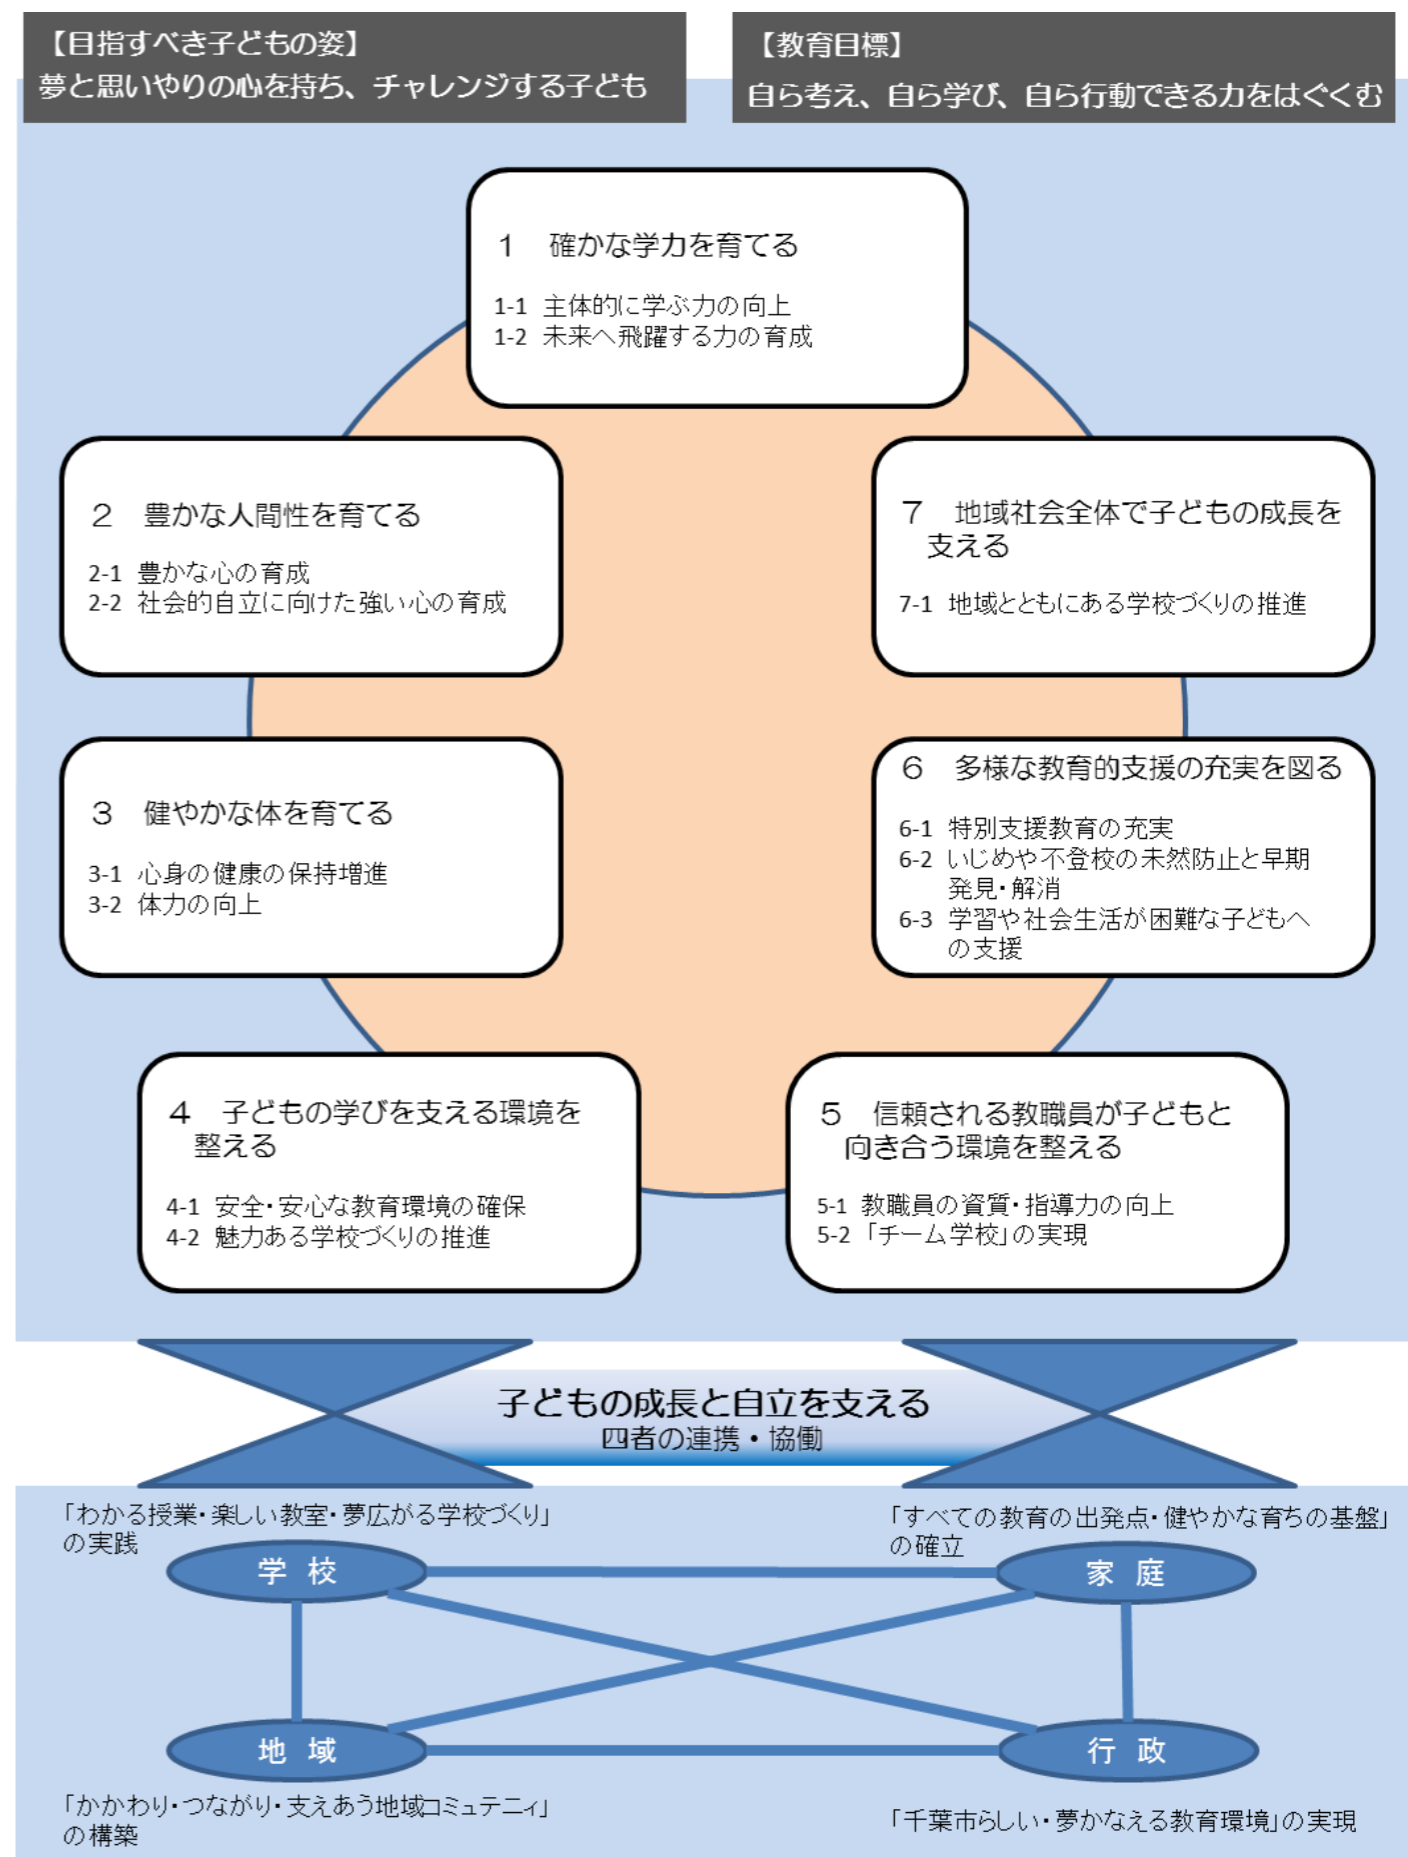 【目指すべき子どもの姿】
夢と思いやりの心を持ち、チャレンジする子ども
【教育目標】
自ら考え、自ら学び、自ら行動できる力をはぐくむ
１　確かな学力を育てる
1-1 主体的に学ぶ力の向上
1-2 未来へ飛躍する力の育成
２　豊かな人間性を育てる
2-1 豊かな心の育成
2-2 社会的自立に向けた強い心の育成
３　健やかな体を育てる
3-1 心身の健康の保持増進
3-2 体力の向上
４　子どもの学びを支える環境を
整える
4-1 安全・安心な教育環境の確保
4-2 魅力ある学校づくりの推進
５　信頼される教職員が子どもと
向き合う環境を整える
5-1 教職員の資質・指導力の向上
5-2 「チーム学校」の実現
６　多様な教育的支援の充実を図る
6-1 特別支援教育の充実
6-2 いじめや不登校の未然防止と早期
発見・解消
6-3 学習や社会生活が困難な子どもへ
の支援
７　地域社会全体で子どもの成長を
支える
7-1 地域とともにある学校づくりの推進
子どもの成長と自立を支える
四者の連携・協働
「わかる授業・楽しい教室・夢広がる学校づくり」
の実践
学 校
「すべての教育の出発点・健やかな育ちの基盤」
の確立
家 庭
地 域
「かかわり・つながり・支えあう地域コミュテニィ」
の構築
行 政
「千葉市らしい・夢かなえる教育環境」の実現